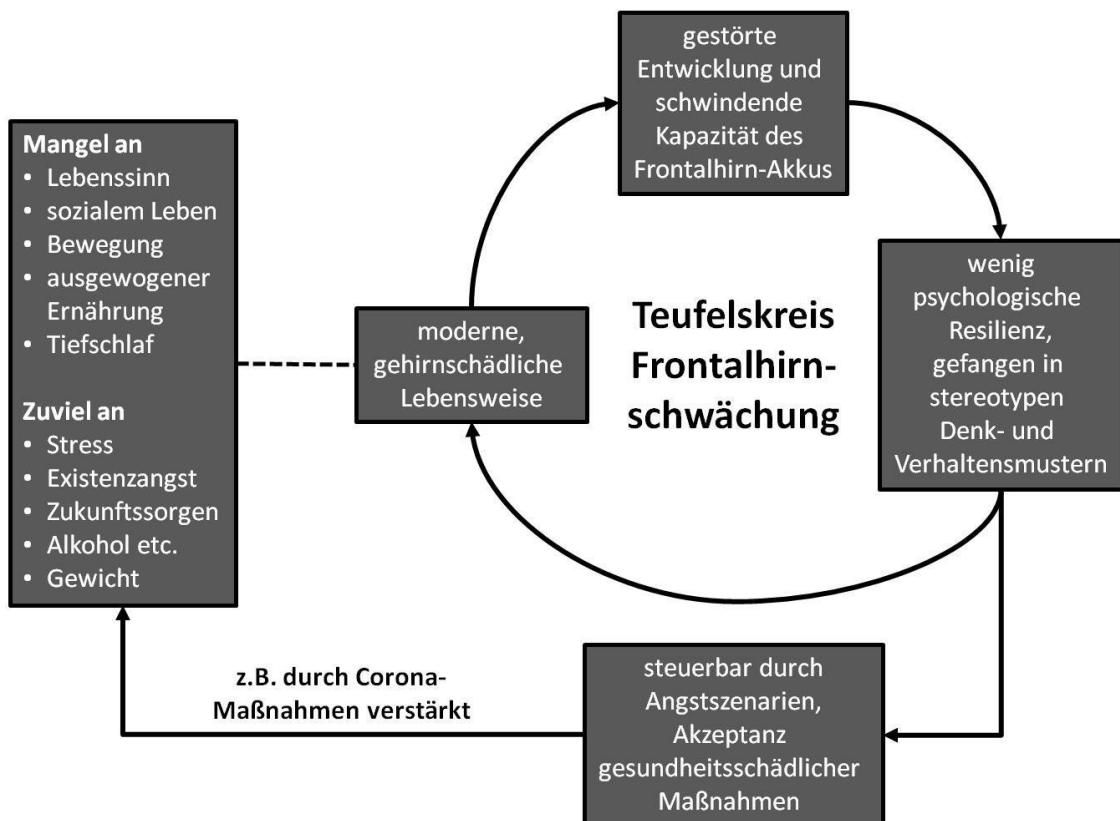 gestörte
Entwicklung und
schwindende
Kapazität des
Frontalhirn-Akkus
Mangel an
• Lebenssinn
• sozialem Leben
• Bewegung
• ausgewogener
Ernährung
• Tiefschlaf
Zuviel an
• Stress
• Existenzangst
• Zukunftssorgen
• Alkohol etc.
• Gewicht
moderne,
gehirnschädliche
Lebensweise
Teufelskreis
Frontalhirn-
schwächung
wenig
psychologische
Resilienz,
gefangen in
stereotypen
Denk- und
Verhaltensmustern
z.B. durch Corona-
Maßnahmen verstärkt
steuerbar durch
Angstszenarien,
Akzeptanz
gesundheitsschädlicher
Maßnahmen